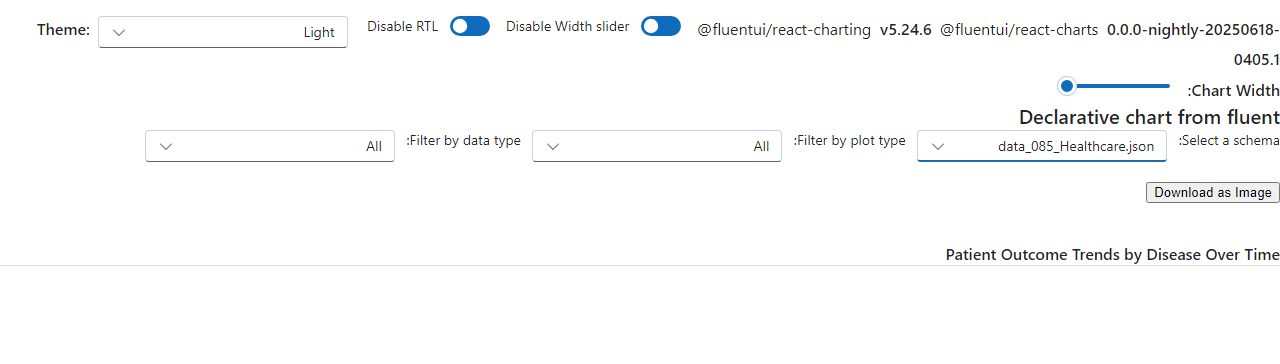 Theme: Light Disable RTL Disable Width slider @fluentui/react-charting v5.24.6 @fluentui/react-charts 0.0.0-nightly-20250618-
0405.1
:Chart Width
Declarative chart from fluent
:Select a schema data_085_Healthcare.json :Filter by plot type All :Filter by data type All
Download as Image
Patient Outcome Trends by Disease Over Time